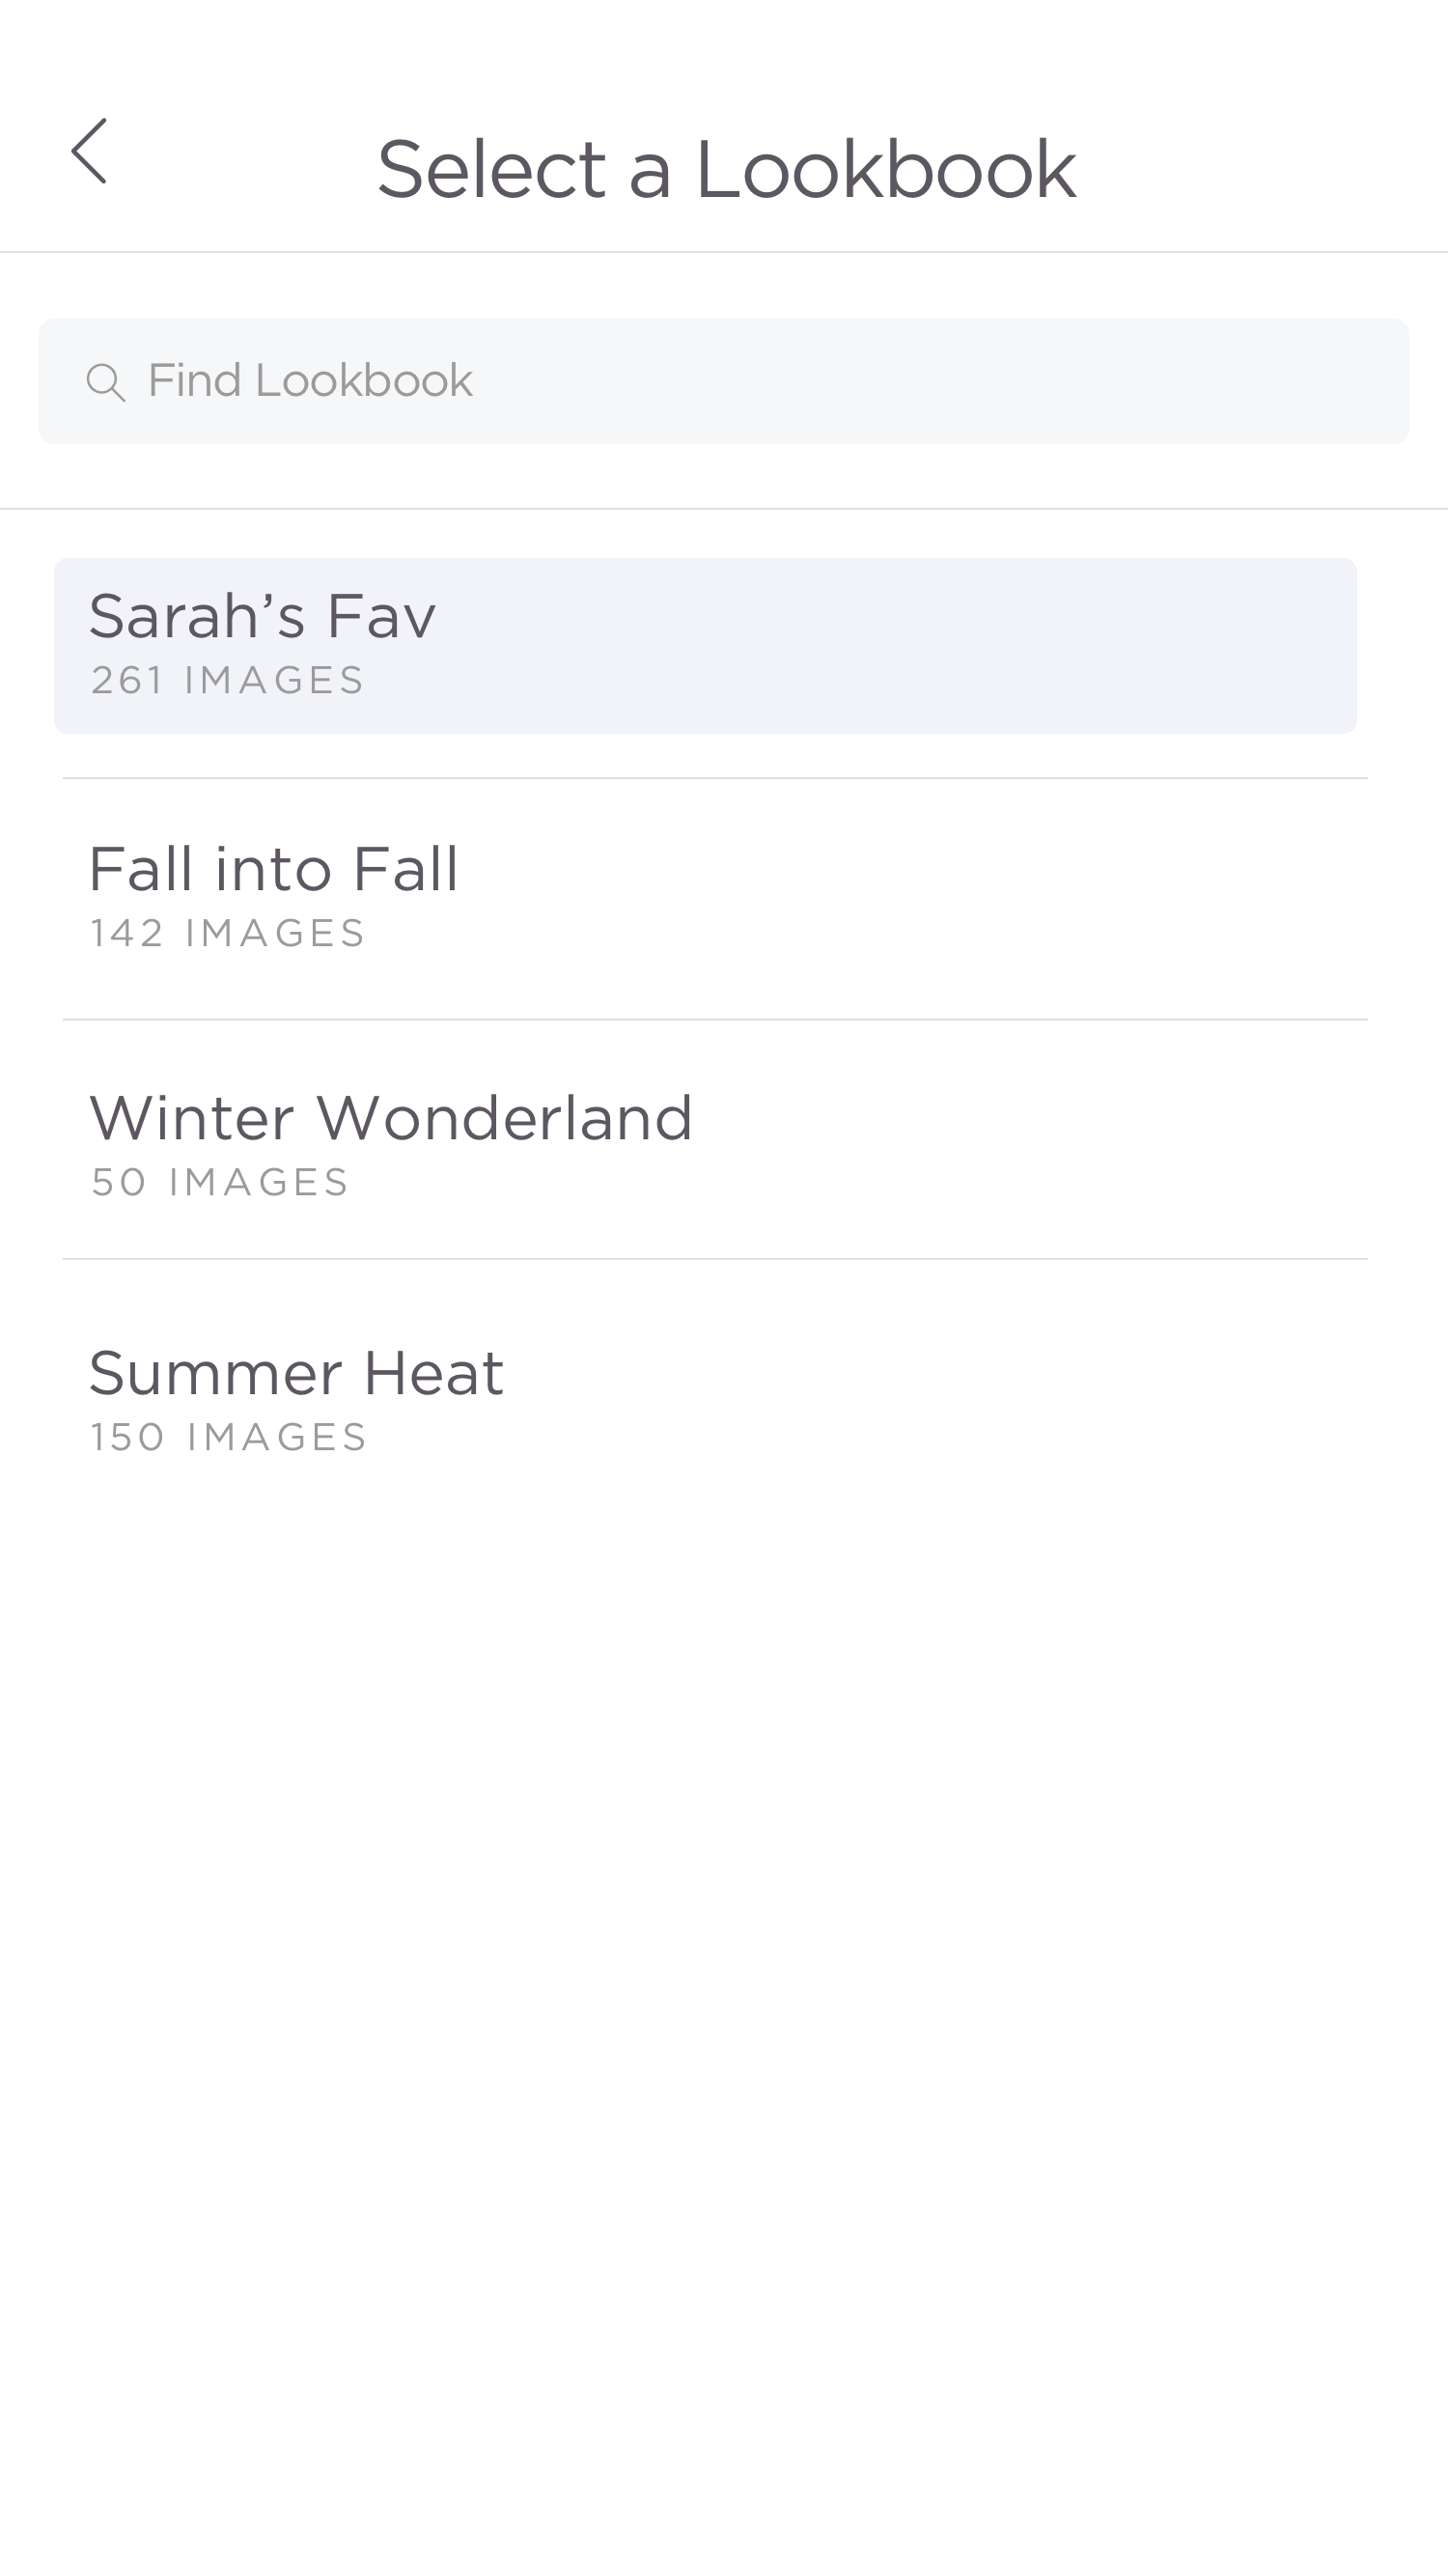 Select a Lookbook
Find Lookbook
Sarah’s Fav
261 IMAGES
Fall into Fall
142 IMAGES
Winter Wonderland
50 IMAGES
Summer Heat
150 IMAGES